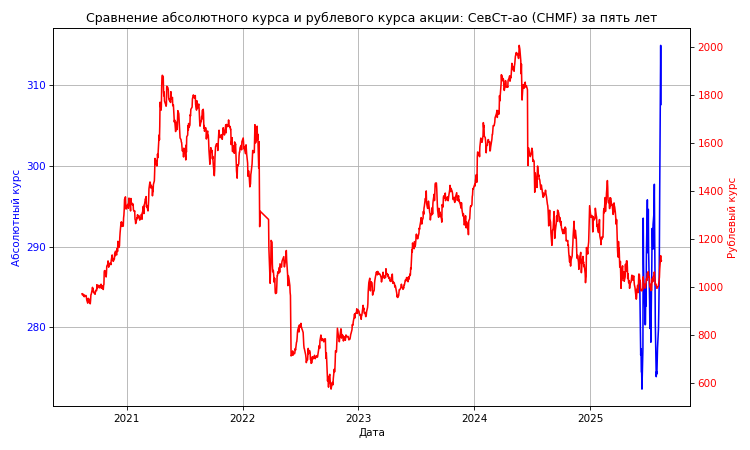 Сравнение абсолютного курса и рублевого курса акции: СевСт-ао (CHMF) за пять лет
Абсолютный курс
310
300
290
280
2000
1800
1600
1400
1200
1000
800
600
Рублевый курс
2021 2022 2023 2024 2025
Дата